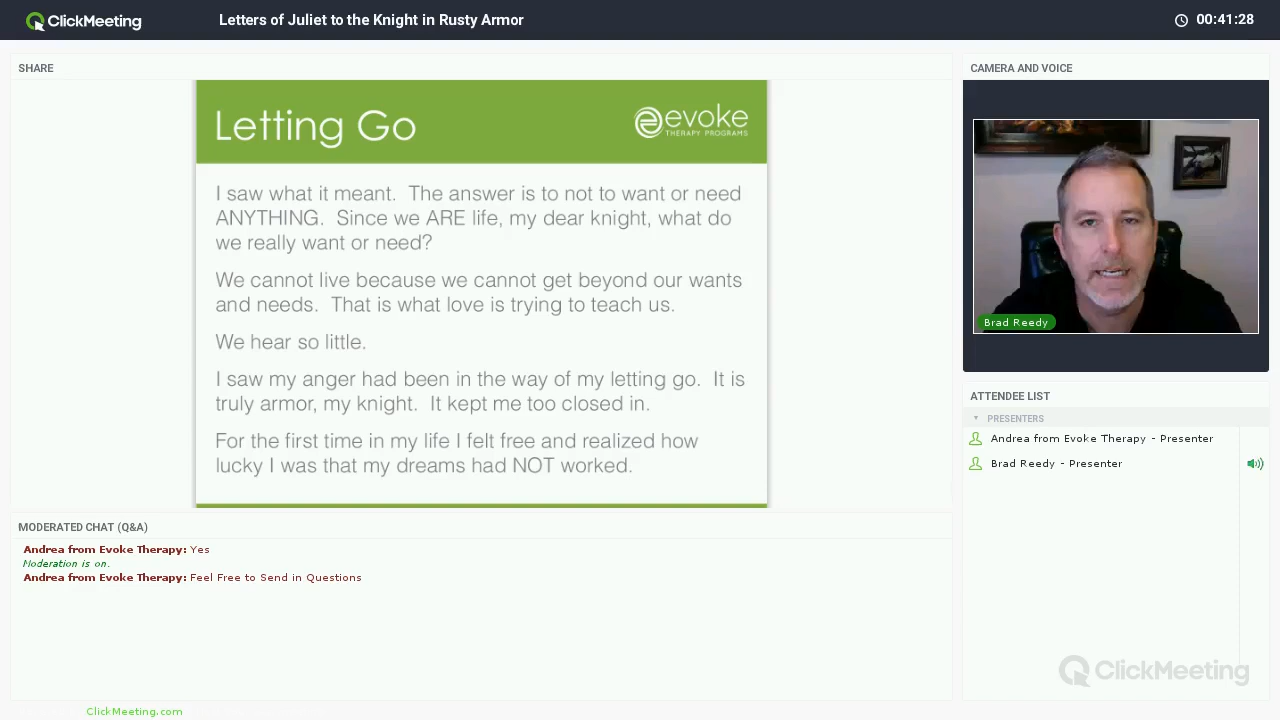 ClickMeeting
Letters of Juliet to the Knight in Rusty Armor
00:41:28
SHARE
Letting Go
evoke
THERAPY PROGRAMS
I saw what it meant. The answer is to not to want or need
ANYTHING. Since we ARE life, my dear knight, what do
we really want or need?
We cannot live because we cannot get beyond our wants
and needs. That is what love is trying to teach us.
We hear so little.
I saw my anger had been in the way of my letting go. It is
truly armor, my knight. It kept me too closed in.
For the first time in my life I felt free and realized how
lucky I was that my dreams had NOT worked.
CAMERA AND VOICE
Brad Reedy
ATTENDEE LIST
PRESENTERS
Andrea from Evoke Therapy - Presenter
Brad Reedy - Presenter
MODERATED CHAT (Q&A)
Andrea from Evoke Therapy: Yes
Moderation is on.
Andrea from Evoke Therapy: Feel Free to Send in Questions
ClickMeeting
ClickMeeting.com